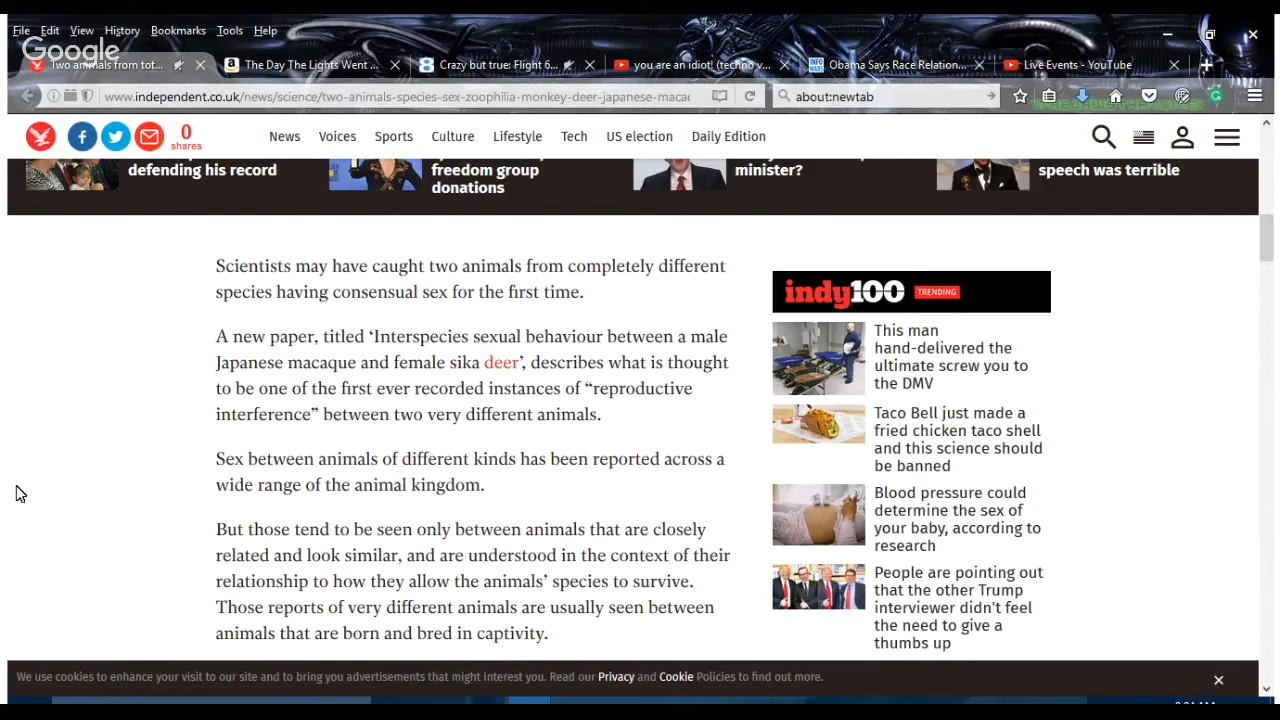 File Edit View History Bookmarks Tools Help
Google
Two animals from tot...
The Day The Lights Went ...
Crazy but true: Flight 6...
you are an idiot! (techno v...
Obama Says Race Relation...
Live Events - YouTube
www.independent.co.uk/news/science/two-animals-species-sex-zoophilia-monkey-deer-japanese-macac
about:newtab
0
shares
News Voices Sports Culture Lifestyle Tech US election Daily Edition
defending his record
freedom group
donations
minister?
speech was terrible
Scientists may have caught two animals from completely different
species having consensual sex for the first time.
A new paper, titled ‘Interspecies sexual behaviour between a male
Japanese macaque and female sika deer’, describes what is thought
to be one of the first ever recorded instances of “reproductive
interference” between two very different animals.
Sex between animals of different kinds has been reported across a
wide range of the animal kingdom.
But those tend to be seen only between animals that are closely
related and look similar, and are understood in the context of their
relationship to how they allow the animals’ species to survive.
Those reports of very different animals are usually seen between
animals that are born and bred in captivity.
indy100 TRENDING
This man
hand-delivered the
ultimate screw you to
the DMV
Taco Bell just made a
fried chicken taco shell
and this science should
be banned
Blood pressure could
determine the sex of
your baby, according to
research
People are pointing out
that the other Trump
interviewer didn't feel
the need to give a
thumbs up
We use cookies to enhance your visit to our site and to bring you advertisements that might interest you. Read our Privacy and Cookie Policies to find out more.